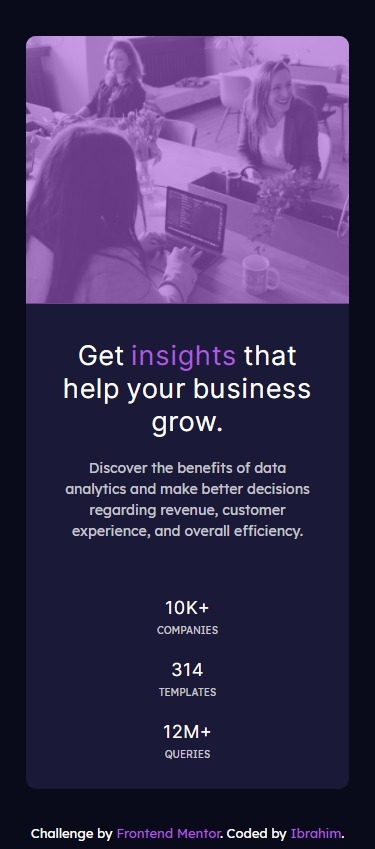 Get insights that
help your business
grow.
Discover the benefits of data
analytics and make better decisions
regarding revenue, customer
experience, and overall efficiency.
10K+
COMPANIES
314
TEMPLATES
12M+
QUERIES
Challenge by Frontend Mentor. Coded by Ibrahim.